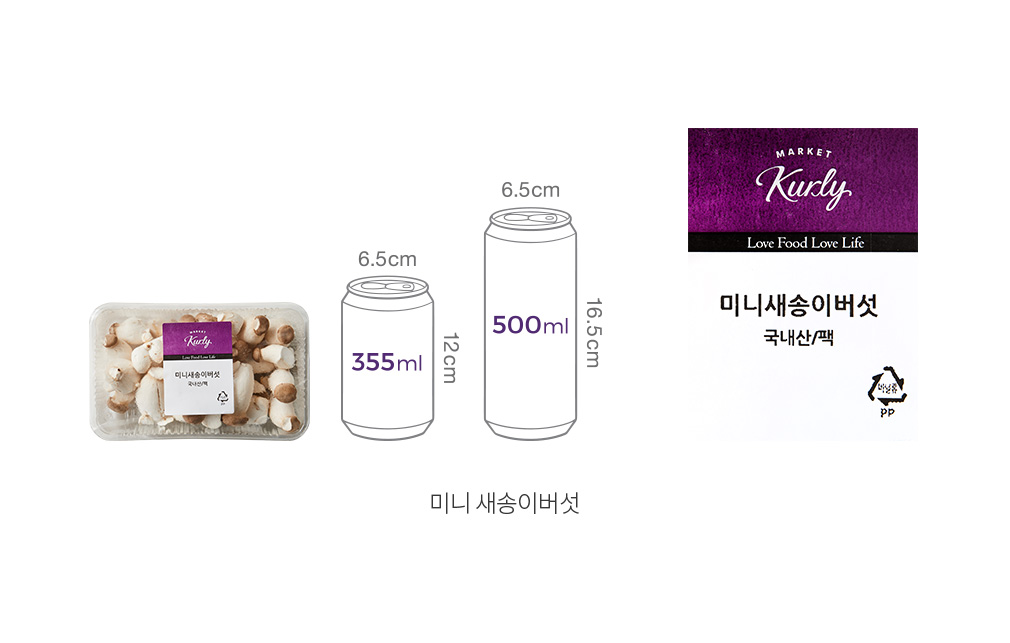 MARKET
Kurly
Love Food Love Life
미니새송이버섯
국내산/팩
6.5cm
355ml
12cm
6.5cm
500ml
16.5cm
MARKET
Kurly
Love Food Love Life
미니새송이버섯
국내산/팩
비닐류
PP
미니 새송이버섯